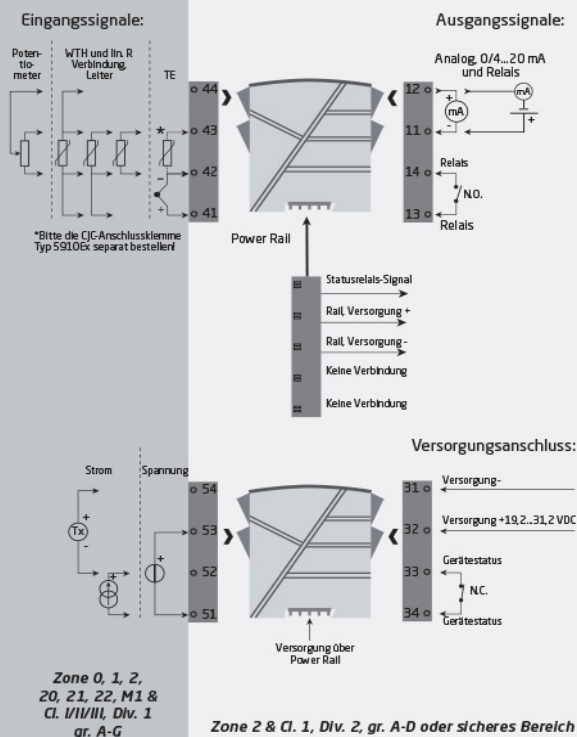 Eingangssignale:
Poten-
tio-
meter
WTH und lin. R
Verbindung,
Leiter
TE
44
43
42
41
*
−
+
*Bitte die CJC-Anschlussklemme
Typ 5910Ex separat bestellen!
Ausgangssignale:
Analog, 0/4...20 mA
und Relais
12
11
14
13
+
mA
-
mA
+
Relais
N.O.
Relais
Power Rail
Statusrelais-Signal
Rail, Versorgung +
Rail, Versorgung -
Keine Verbindung
Keine Verbindung
Strom
Spannung
54
53
52
51
+
Tx
-
+
+
Versorgungsanschluss:
31
32
33
34
Versorgung-
Versorgung +19,2...31,2 VDC
Gerätestatus
N.C.
Gerätestatus
Versorgung über
Power Rail
Zone 0, 1, 2,
20, 21, 22, M1 &
Cl. I/II/III, Div. 1
gr. A-G
Zone 2 & Cl. 1, Div. 2, gr. A-D oder sicheres Bereich